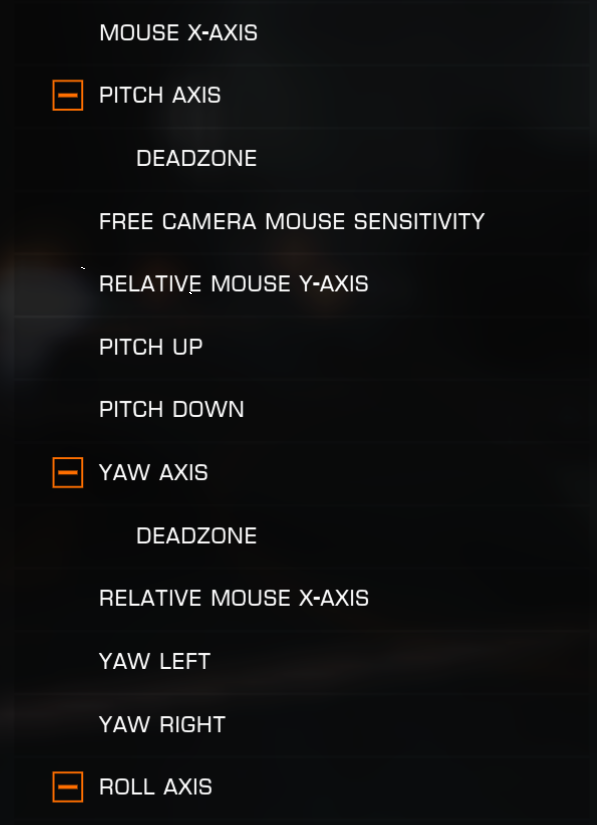 MOUSE X-AXIS
PITCH AXIS
DEADZONE
FREE CAMERA MOUSE SENSITIVITY
RELATIVE MOUSE Y-AXIS
PITCH UP
PITCH DOWN
YAW AXIS
DEADZONE
RELATIVE MOUSE X-AXIS
YAW LEFT
YAW RIGHT
ROLL AXIS